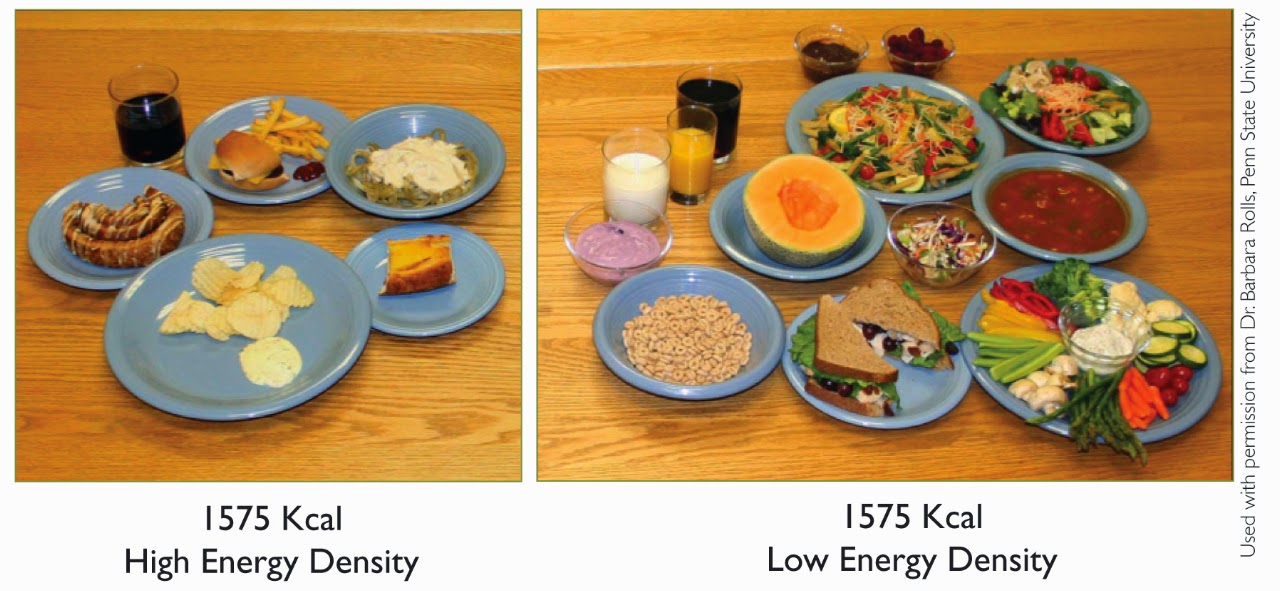 1575 Kcal
High Energy Density
1575 Kcal
Low Energy Density
Used with permission from Dr. Barbara Rolls, Penn State University